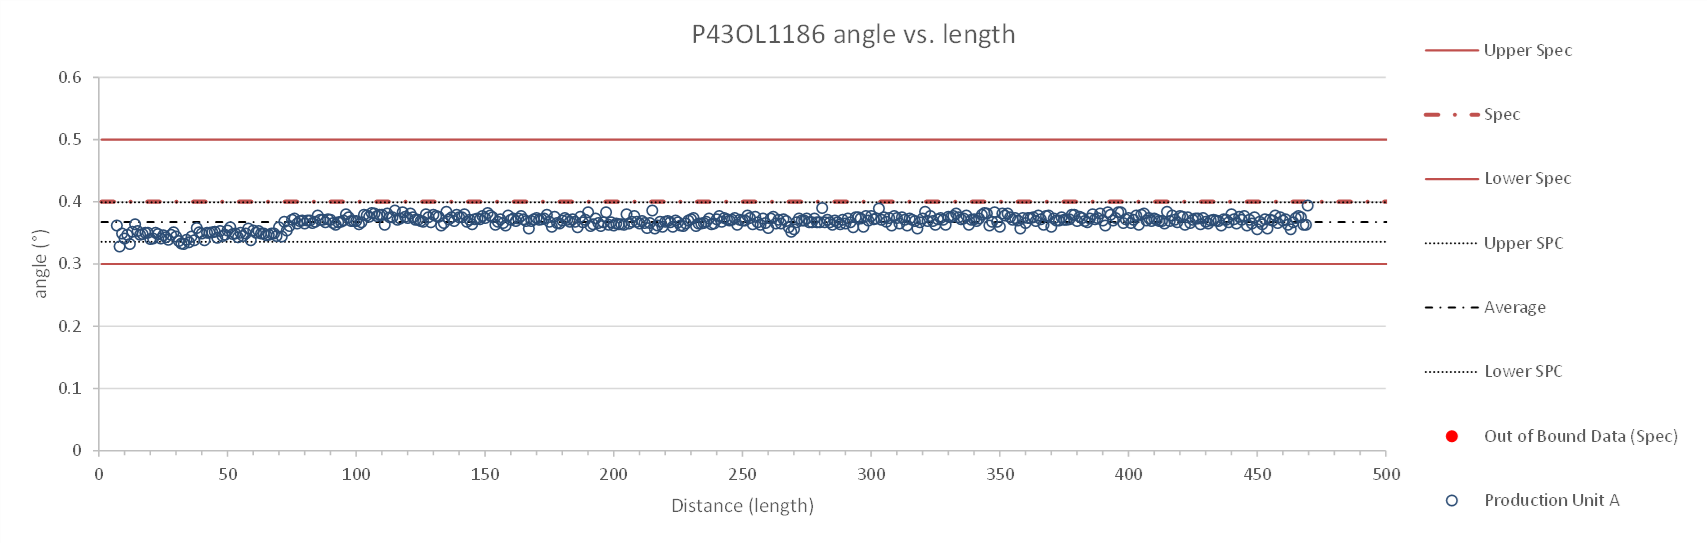 P43OL1186 angle vs. length
0.6
0.5
0.4
0.3
0.2
0.1
0
angle (°)
0 50 100 150 200 250 300 350 400 450 500
Distance (length)
Upper Spec
Spec
Lower Spec
Upper SPC
Average
Lower SPC
Out of Bound Data (Spec)
Production Unit A